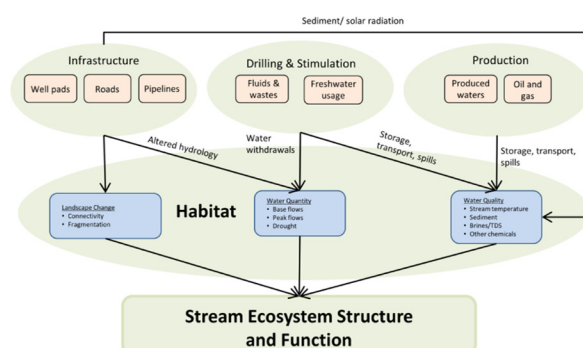 Sediment/ solar radiation
Infrastructure
Well pads
Roads
Pipelines
Drilling & Stimulation
Fluids &
wastes
Freshwater
usage
Production
Produced
waters
Oil and
gas
Altered hydrology
Water
withdrawals
Storage,
transport, spills
Storage, transport,
spills
Landscape Change
• Connectivity
• Fragmentation
Habitat
Water Quantity
• Base flows
• Peak flows
• Drought
Water Quality
• Stream temperature
• Sediment
• Brines/TDS
• Other chemicals
Stream Ecosystem Structure
and Function